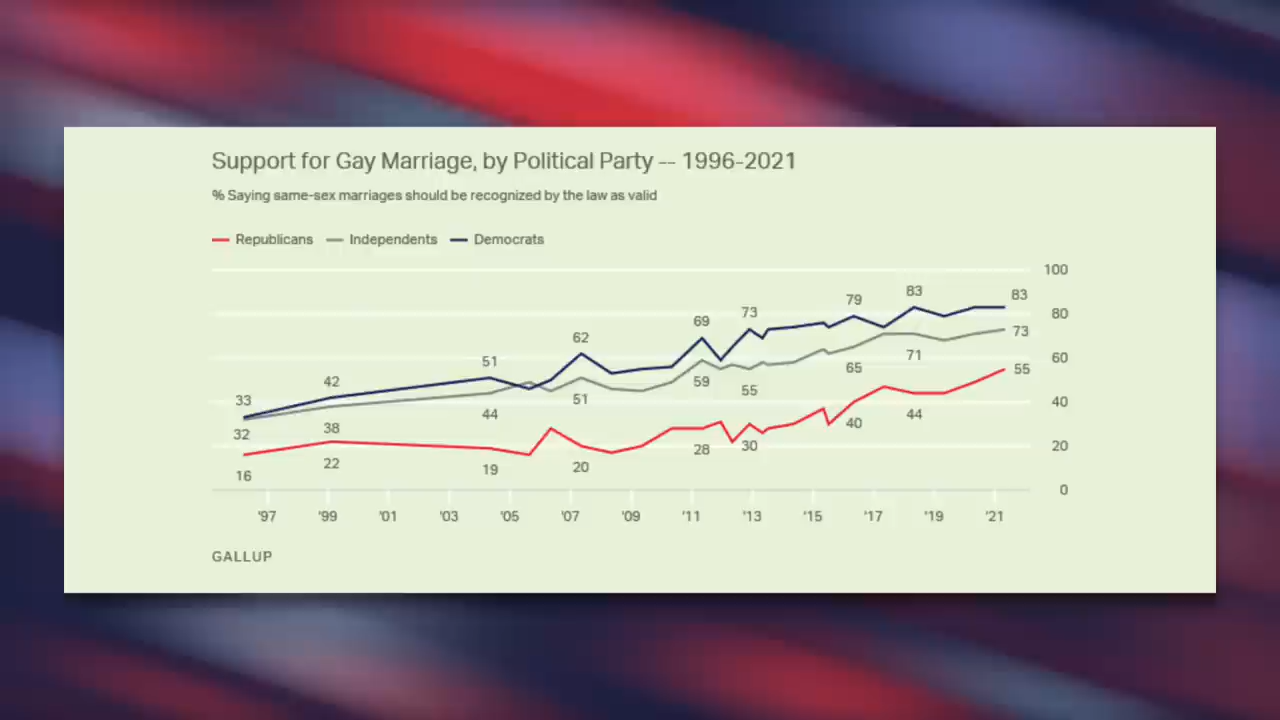 Support for Gay Marriage, by Political Party -- 1996-2021
% Saying same-sex marriages should be recognized by the law as valid
Republicans Independents Democrats
100
80
60
40
20
0
33 42 51 62 69 73 79 83 83
32 38 44 51 59 55 65 71 73
16 22 19 20 28 30 40 44 55
'97 '99 '01 '03 '05 '07 '09 '11 '13 '15 '17 '19 '21
GALLUP